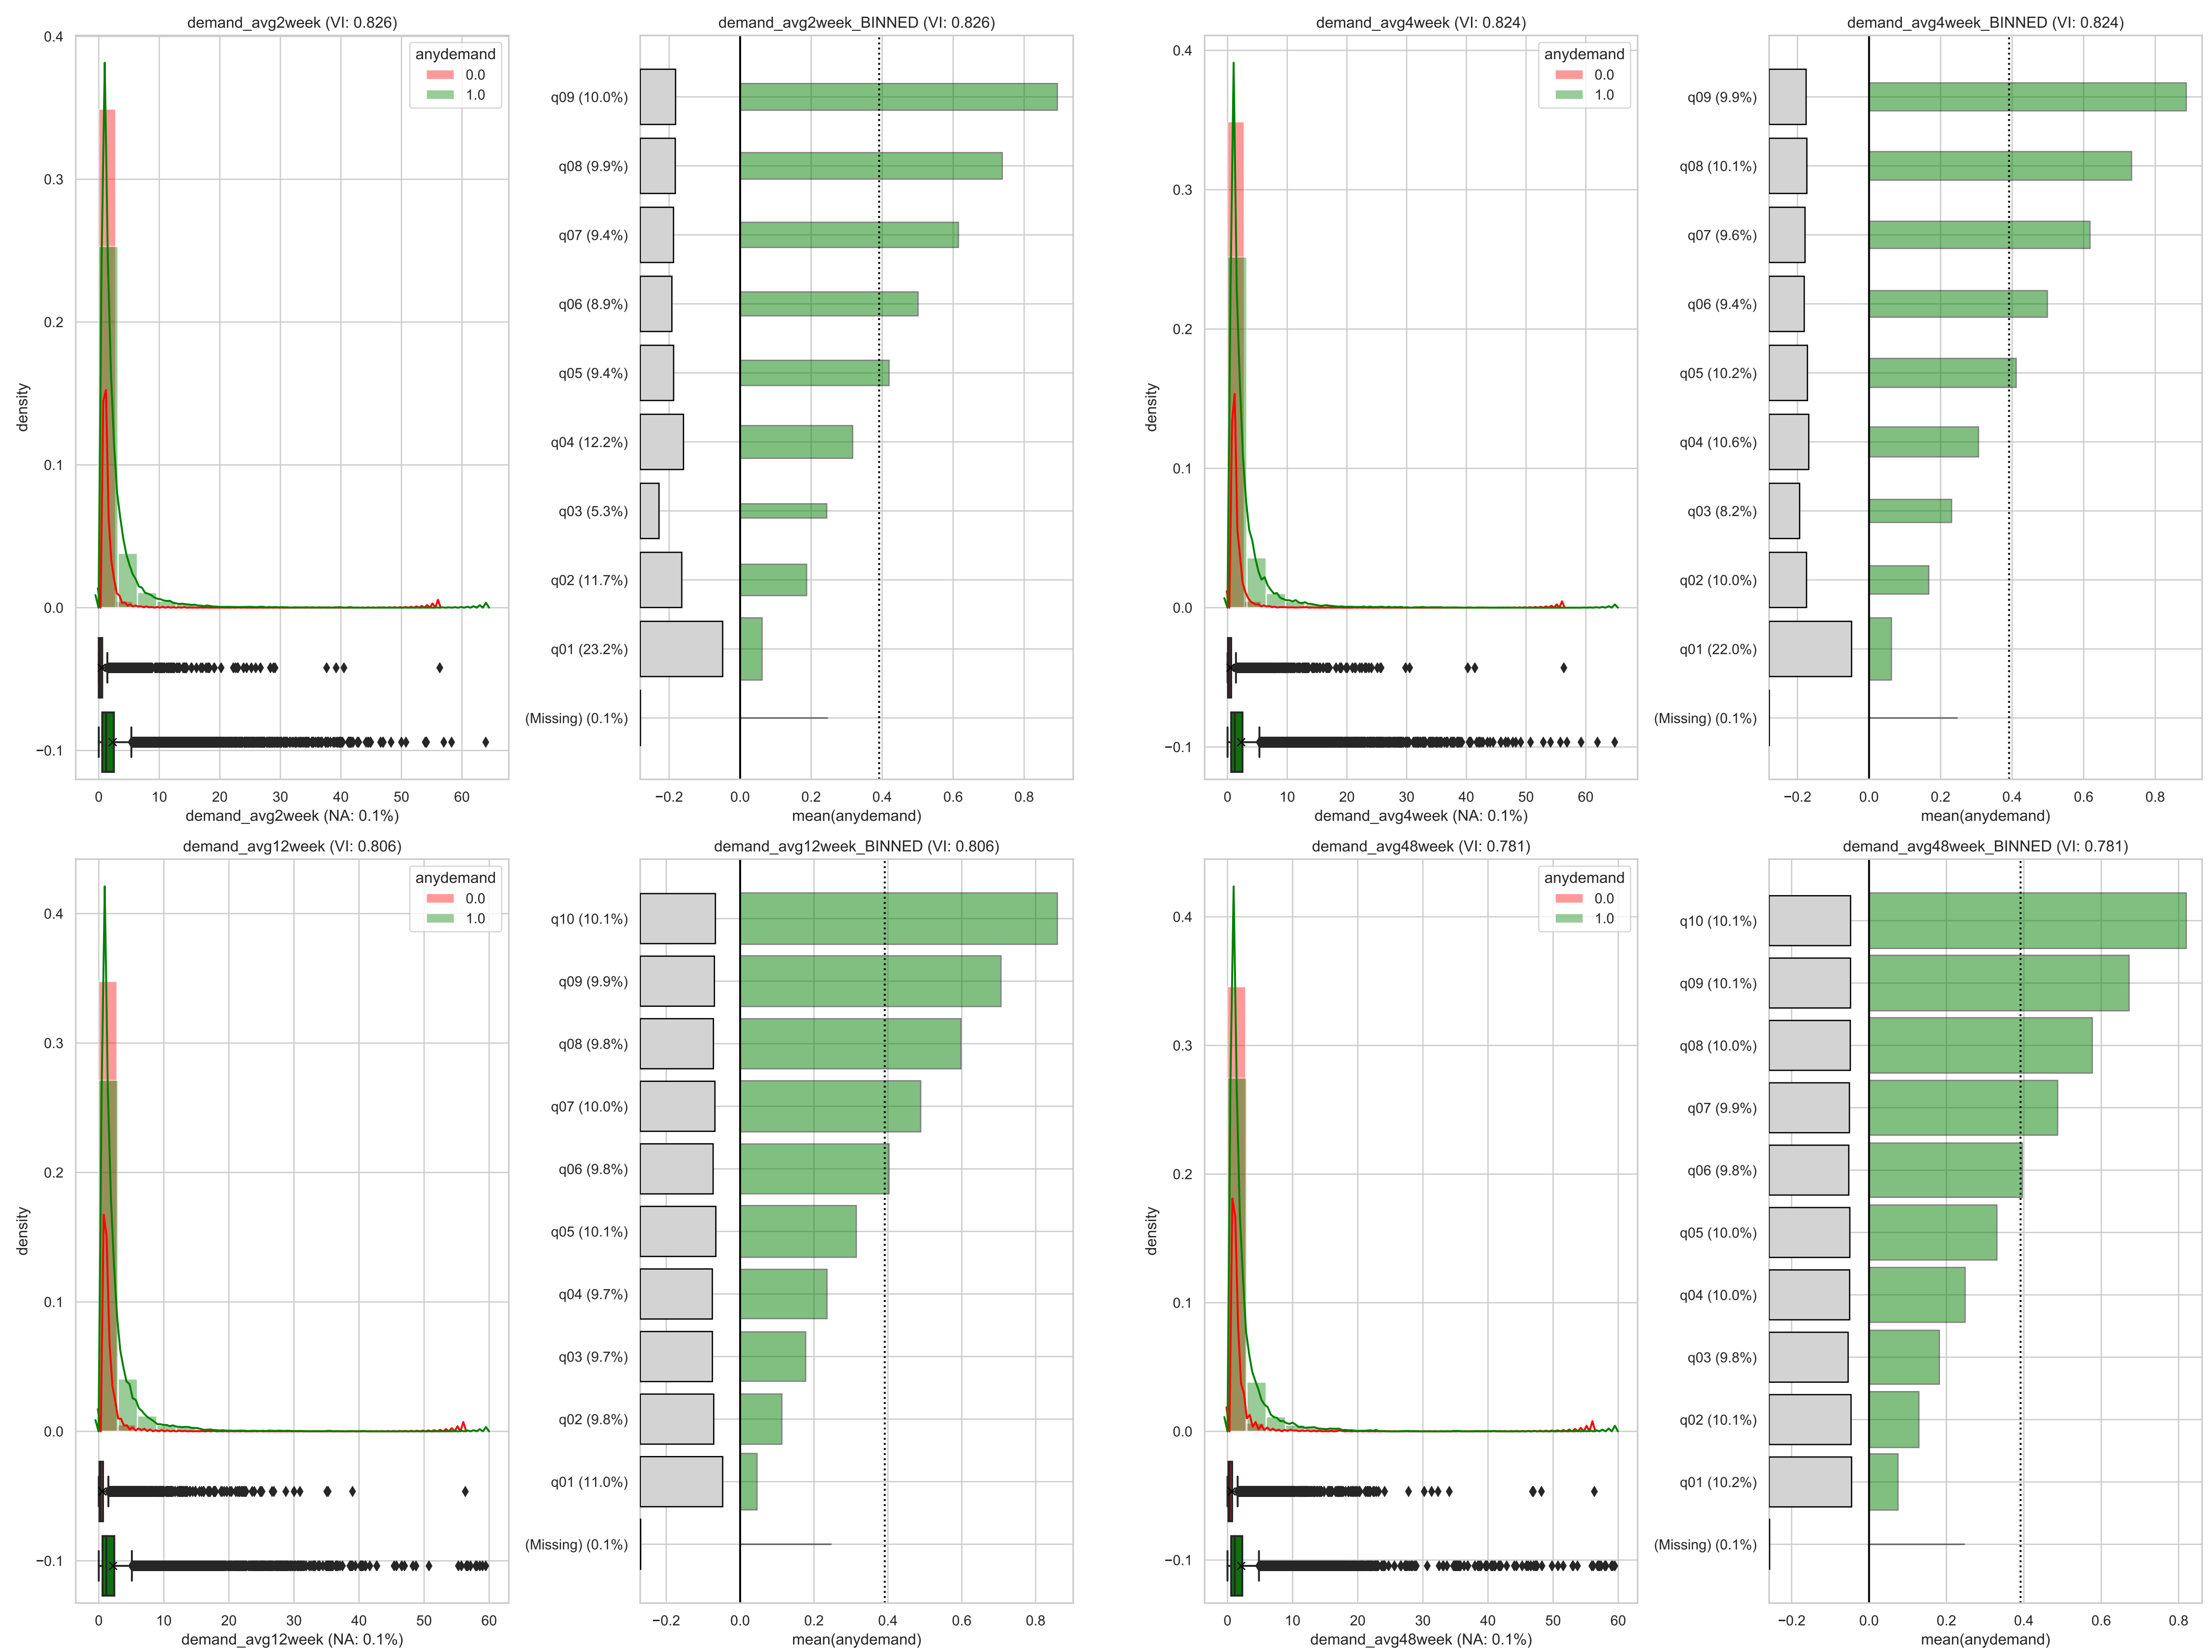 demand_avg2week (VI: 0.826)
0.4
0.3
0.2
0.1
0.0
−0.1
density
anydemand
0.0
1.0
0 10 20 30 40 50 60
demand_avg2week (NA: 0.1%)
demand_avg2week_BINNED (VI: 0.826)
q09 (10.0%)
q08 (9.9%)
q07 (9.4%)
q06 (8.9%)
q05 (9.4%)
q04 (12.2%)
q03 (5.3%)
q02 (11.7%)
q01 (23.2%)
(Missing) (0.1%)
−0.2 0.0 0.2 0.4 0.6 0.8
mean(anydemand)
demand_avg4week (VI: 0.824)
0.4
0.3
0.2
0.1
0.0
−0.1
density
anydemand
0.0
1.0
0 10 20 30 40 50 60
demand_avg4week (NA: 0.1%)
demand_avg4week_BINNED (VI: 0.824)
q09 (9.9%)
q08 (10.1%)
q07 (9.6%)
q06 (9.4%)
q05 (10.2%)
q04 (10.6%)
q03 (8.2%)
q02 (10.0%)
q01 (22.0%)
(Missing) (0.1%)
−0.2 0.0 0.2 0.4 0.6 0.8
mean(anydemand)
demand_avg12week (VI: 0.806)
0.4
0.3
0.2
0.1
0.0
−0.1
density
anydemand
0.0
1.0
0 10 20 30 40 50 60
demand_avg12week (NA: 0.1%)
demand_avg12week_BINNED (VI: 0.806)
q10 (10.1%)
q09 (9.9%)
q08 (9.8%)
q07 (10.0%)
q06 (9.8%)
q05 (10.1%)
q04 (9.7%)
q03 (9.7%)
q02 (9.8%)
q01 (11.0%)
(Missing) (0.1%)
−0.2 0.0 0.2 0.4 0.6 0.8
mean(anydemand)
demand_avg48week (VI: 0.781)
0.4
0.3
0.2
0.1
0.0
−0.1
density
anydemand
0.0
1.0
0 10 20 30 40 50 60
demand_avg48week (NA: 0.1%)
demand_avg48week_BINNED (VI: 0.781)
q10 (10.1%)
q09 (10.1%)
q08 (10.0%)
q07 (9.9%)
q06 (9.8%)
q05 (10.0%)
q04 (10.0%)
q03 (9.8%)
q02 (10.1%)
q01 (10.2%)
(Missing) (0.1%)
−0.2 0.0 0.2 0.4 0.6 0.8
mean(anydemand)